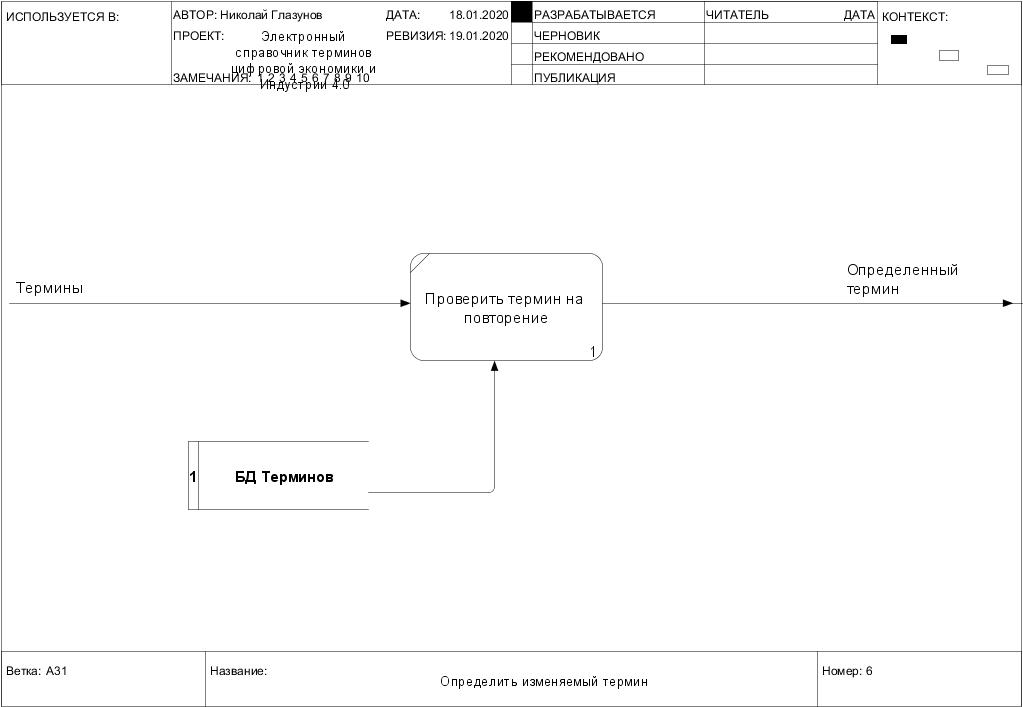 ИСПОЛЬЗУЕТСЯ В:
АВТОР: Николай Глазунов
ДАТА: 18.01.2020
ПРОЕКТ: Электронный
справочник терминов
цифровой экономики и
Индустрии 4.0
РЕВИЗИЯ: 19.01.2020
ЗАМЕЧАНИЯ: 1 2 3 4 5 6 7 8 9 10
РАЗРАБАТЫВАЕТСЯ
ЧЕРНОВИК
РЕКОМЕНДОВАНО
ПУБЛИКАЦИЯ
ЧИТАТЕЛЬ ДАТА
КОНТЕКСТ:
Термины
Проверить термин на
повторение
1
Определенный
термин
1 БД Терминов
Ветка: A31
Название:
Определить изменяемый термин
Номер: 6